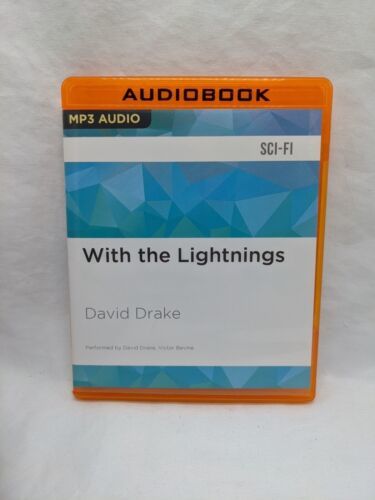 AUDIOBOOK
MP3 AUDIO
SCI-FI
With the Lightnings
David Drake
Performed by David Drake, Victor Bevine